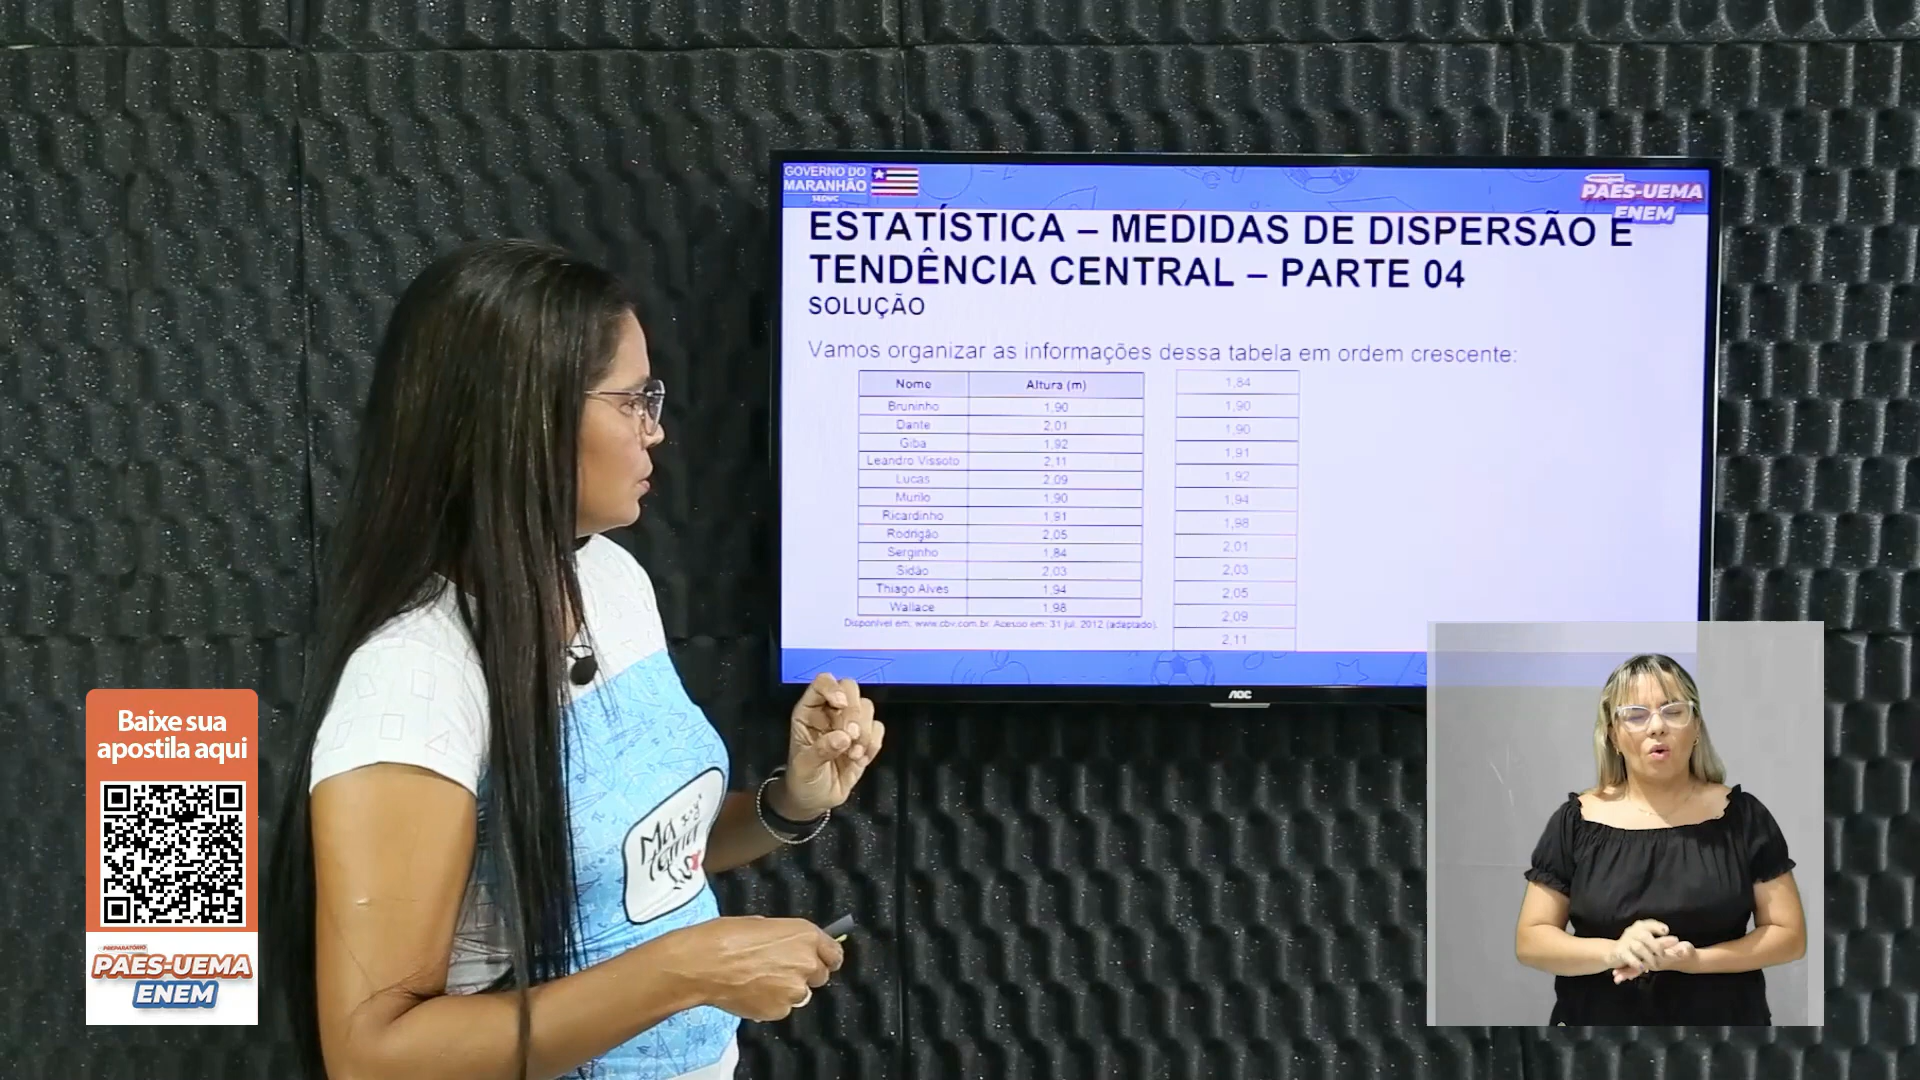 GOVERNO DO
MARANHÃO
SEDUC
PAES-UEMA
ENEM
ESTATÍSTICA – MEDIDAS DE DISPERSÃO E
TENDÊNCIA CENTRAL – PARTE 04
SOLUÇÃO
Vamos organizar as informações dessa tabela em ordem crescente:
Nome Altura (m)
Bruninho 1,90
Dante 2,01
Giba 1,92
Leandro Vissoto 2,11
Lucas 2,09
Murilo 1,90
Ricardinho 1,91
Rodrigão 2,05
Serginho 1,84
Sidão 2,03
Thiago Alves 1,94
Wallace 1,98
Disponível em: www.cbv.com.br. Acesso em: 31 jul. 2012 (adaptado).
1,84
1,90
1,90
1,91
1,92
1,94
1,98
2,01
2,03
2,05
2,09
2,11
AOC
Baixe sua
apostila aqui
PREPARATÓRIO
PAES-UEMA
ENEM